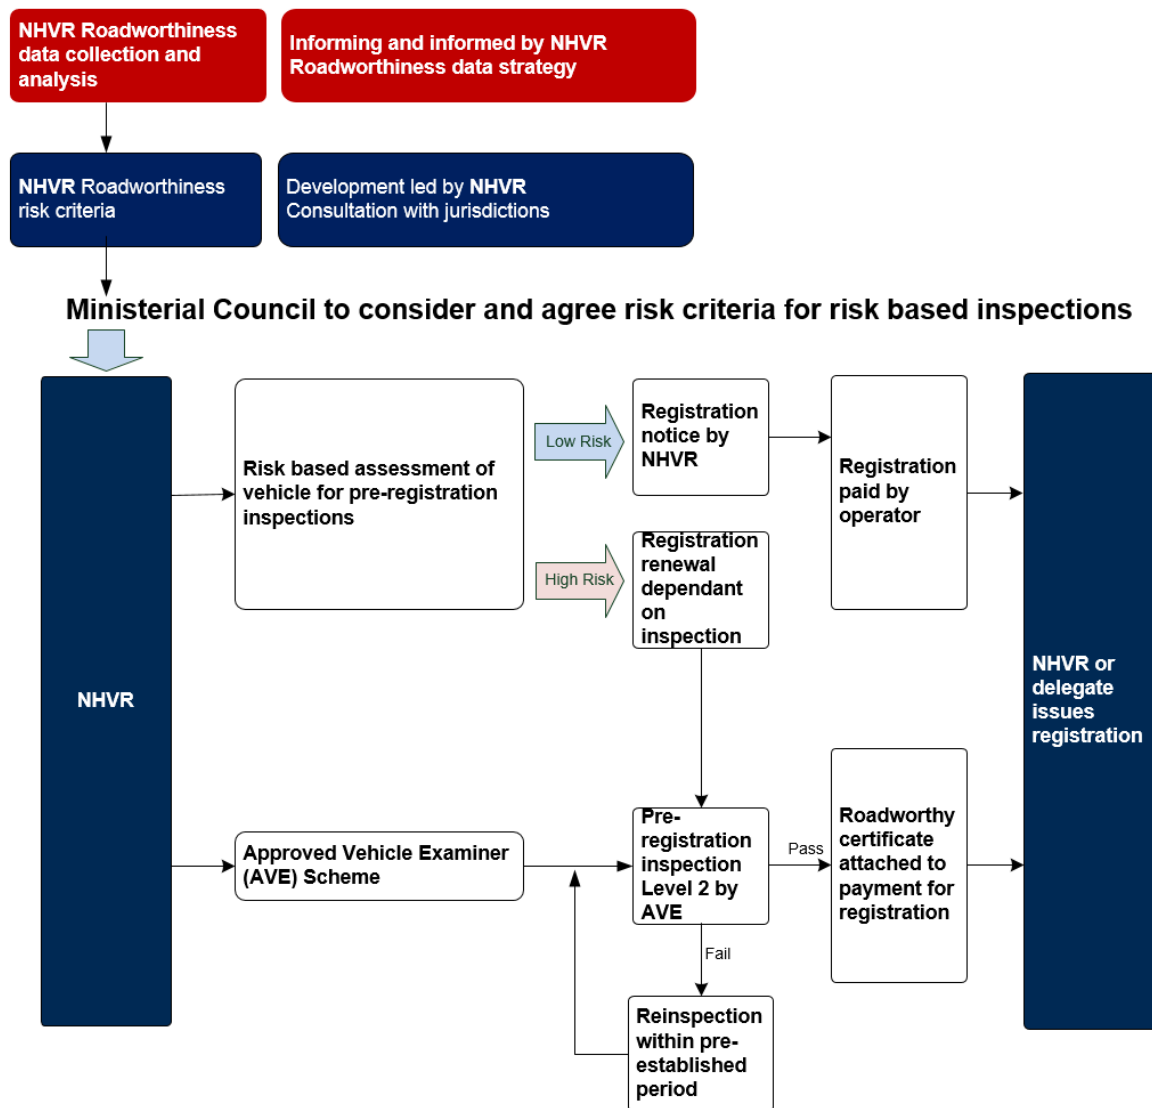 NHVR Roadworthiness
data collection and
analysis
Informing and informed by NHVR
Roadworthiness data strategy
NHVR Roadworthiness
risk criteria
Development led by NHVR
Consultation with jurisdictions
Ministerial Council to consider and agree risk criteria for risk based inspections
NHVR
Risk based assessment of
vehicle for pre-registration
inspections
Low Risk
High Risk
Registration
notice by
NHVR
Registration
renewal
dependant
on
inspection
Registration
paid by
operator
NHVR or
delegate
issues
registration
Approved Vehicle Examiner
(AVE) Scheme
Pre-
registration
inspection
Level 2 by
AVE
Pass
Fail
Roadworthy
certificate
attached to
payment for
registration
Reinspection
within pre-
established
period